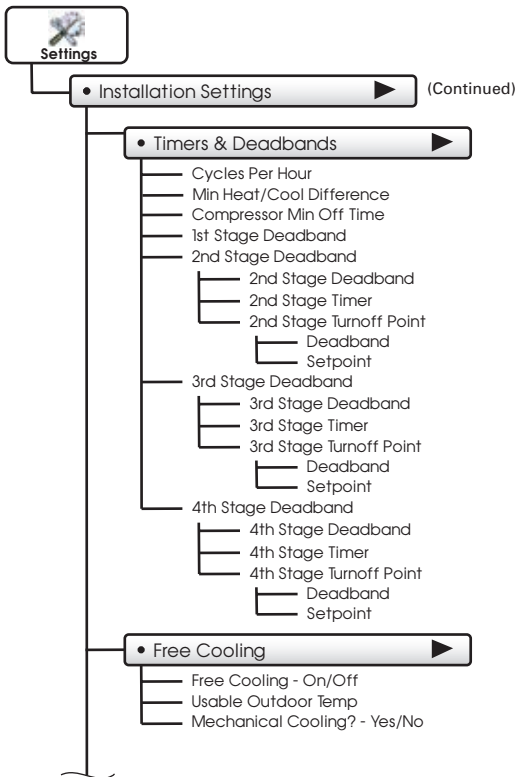 Settings
• Installation Settings
(Continued)
• Timers & Deadbands
Cycles Per Hour
Min Heat/Cool Difference
Compressor Min Off Time
1st Stage Deadband
2nd Stage Deadband
2nd Stage Deadband
2nd Stage Timer
2nd Stage Turnoff Point
Deadband
Setpoint
3rd Stage Deadband
3rd Stage Deadband
3rd Stage Timer
3rd Stage Turnoff Point
Deadband
Setpoint
4th Stage Deadband
4th Stage Deadband
4th Stage Timer
4th Stage Turnoff Point
Deadband
Setpoint
• Free Cooling
Free Cooling - On/Off
Usable Outdoor Temp
Mechanical Cooling? - Yes/No